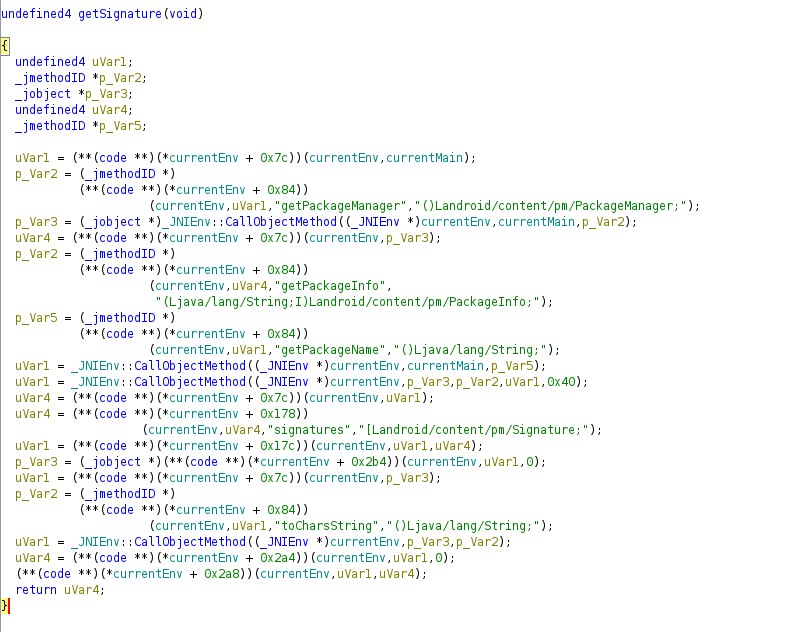 undefined4 getSignature(void)
{
undefined4 uVar1;
_jmethodID *p_Var2;
_jobject *p_Var3;
undefined4 uVar4;
_jmethodID *p_Var5;
uVar1 = (**(code **)(*currentEnv + 0x7c))(currentEnv,currentMain);
p_Var2 = (_jmethodID *)
(**(code **)(*currentEnv + 0x84))
(currentEnv,uVar1,"getPackageManager","()Landroid/content/pm/PackageManager;");
p_Var3 = (_jobject *)_JNIEnv::CallObjectMethod((_JNIEnv *)currentEnv,currentMain,p_Var2);
uVar4 = (**(code **)(*currentEnv + 0x7c))(currentEnv,p_Var3);
p_Var2 = (_jmethodID *)
(**(code **)(*currentEnv + 0x84))
(currentEnv,uVar4,"getPackageInfo",
"(Ljava/lang/String;I)Landroid/content/pm/PackageInfo;");
p_Var5 = (_jmethodID *)
(**(code **)(*currentEnv + 0x84))
(currentEnv,uVar1,"getPackageName","()Ljava/lang/String;");
uVar1 = _JNIEnv::CallObjectMethod((_JNIEnv *)currentEnv,currentMain,p_Var5);
uVar1 = _JNIEnv::CallObjectMethod((_JNIEnv *)currentEnv,p_Var3,p_Var2,uVar1,0x40);
uVar4 = (**(code **)(*currentEnv + 0x7c))(currentEnv,uVar1);
uVar4 = (**(code **)(*currentEnv + 0x178))
(currentEnv,uVar4,"signatures","[Landroid/content/pm/Signature;");
uVar1 = (**(code **)(*currentEnv + 0x17c))(currentEnv,uVar1,uVar4);
p_Var3 = (_jobject *)(**(code **)(*currentEnv + 0x2b4))(currentEnv,uVar1,0);
uVar1 = (**(code **)(*currentEnv + 0x7c))(currentEnv,p_Var3);
p_Var2 = (_jmethodID *)
(**(code **)(*currentEnv + 0x84))
(currentEnv,uVar1,"toCharsString","()Ljava/lang/String;");
uVar1 = _JNIEnv::CallObjectMethod((_JNIEnv *)currentEnv,p_Var3,p_Var2);
uVar4 = (**(code **)(*currentEnv + 0x2a4))(currentEnv,uVar1,0);
(**(code **)(*currentEnv + 0x2a8))(currentEnv,uVar1,uVar4);
return uVar4;
}